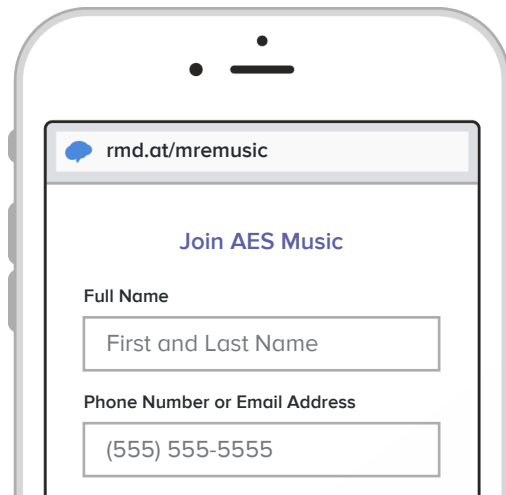 rmd.at/mremusic
Join AES Music
Full Name
First and Last Name
Phone Number or Email Address
(555) 555-5555